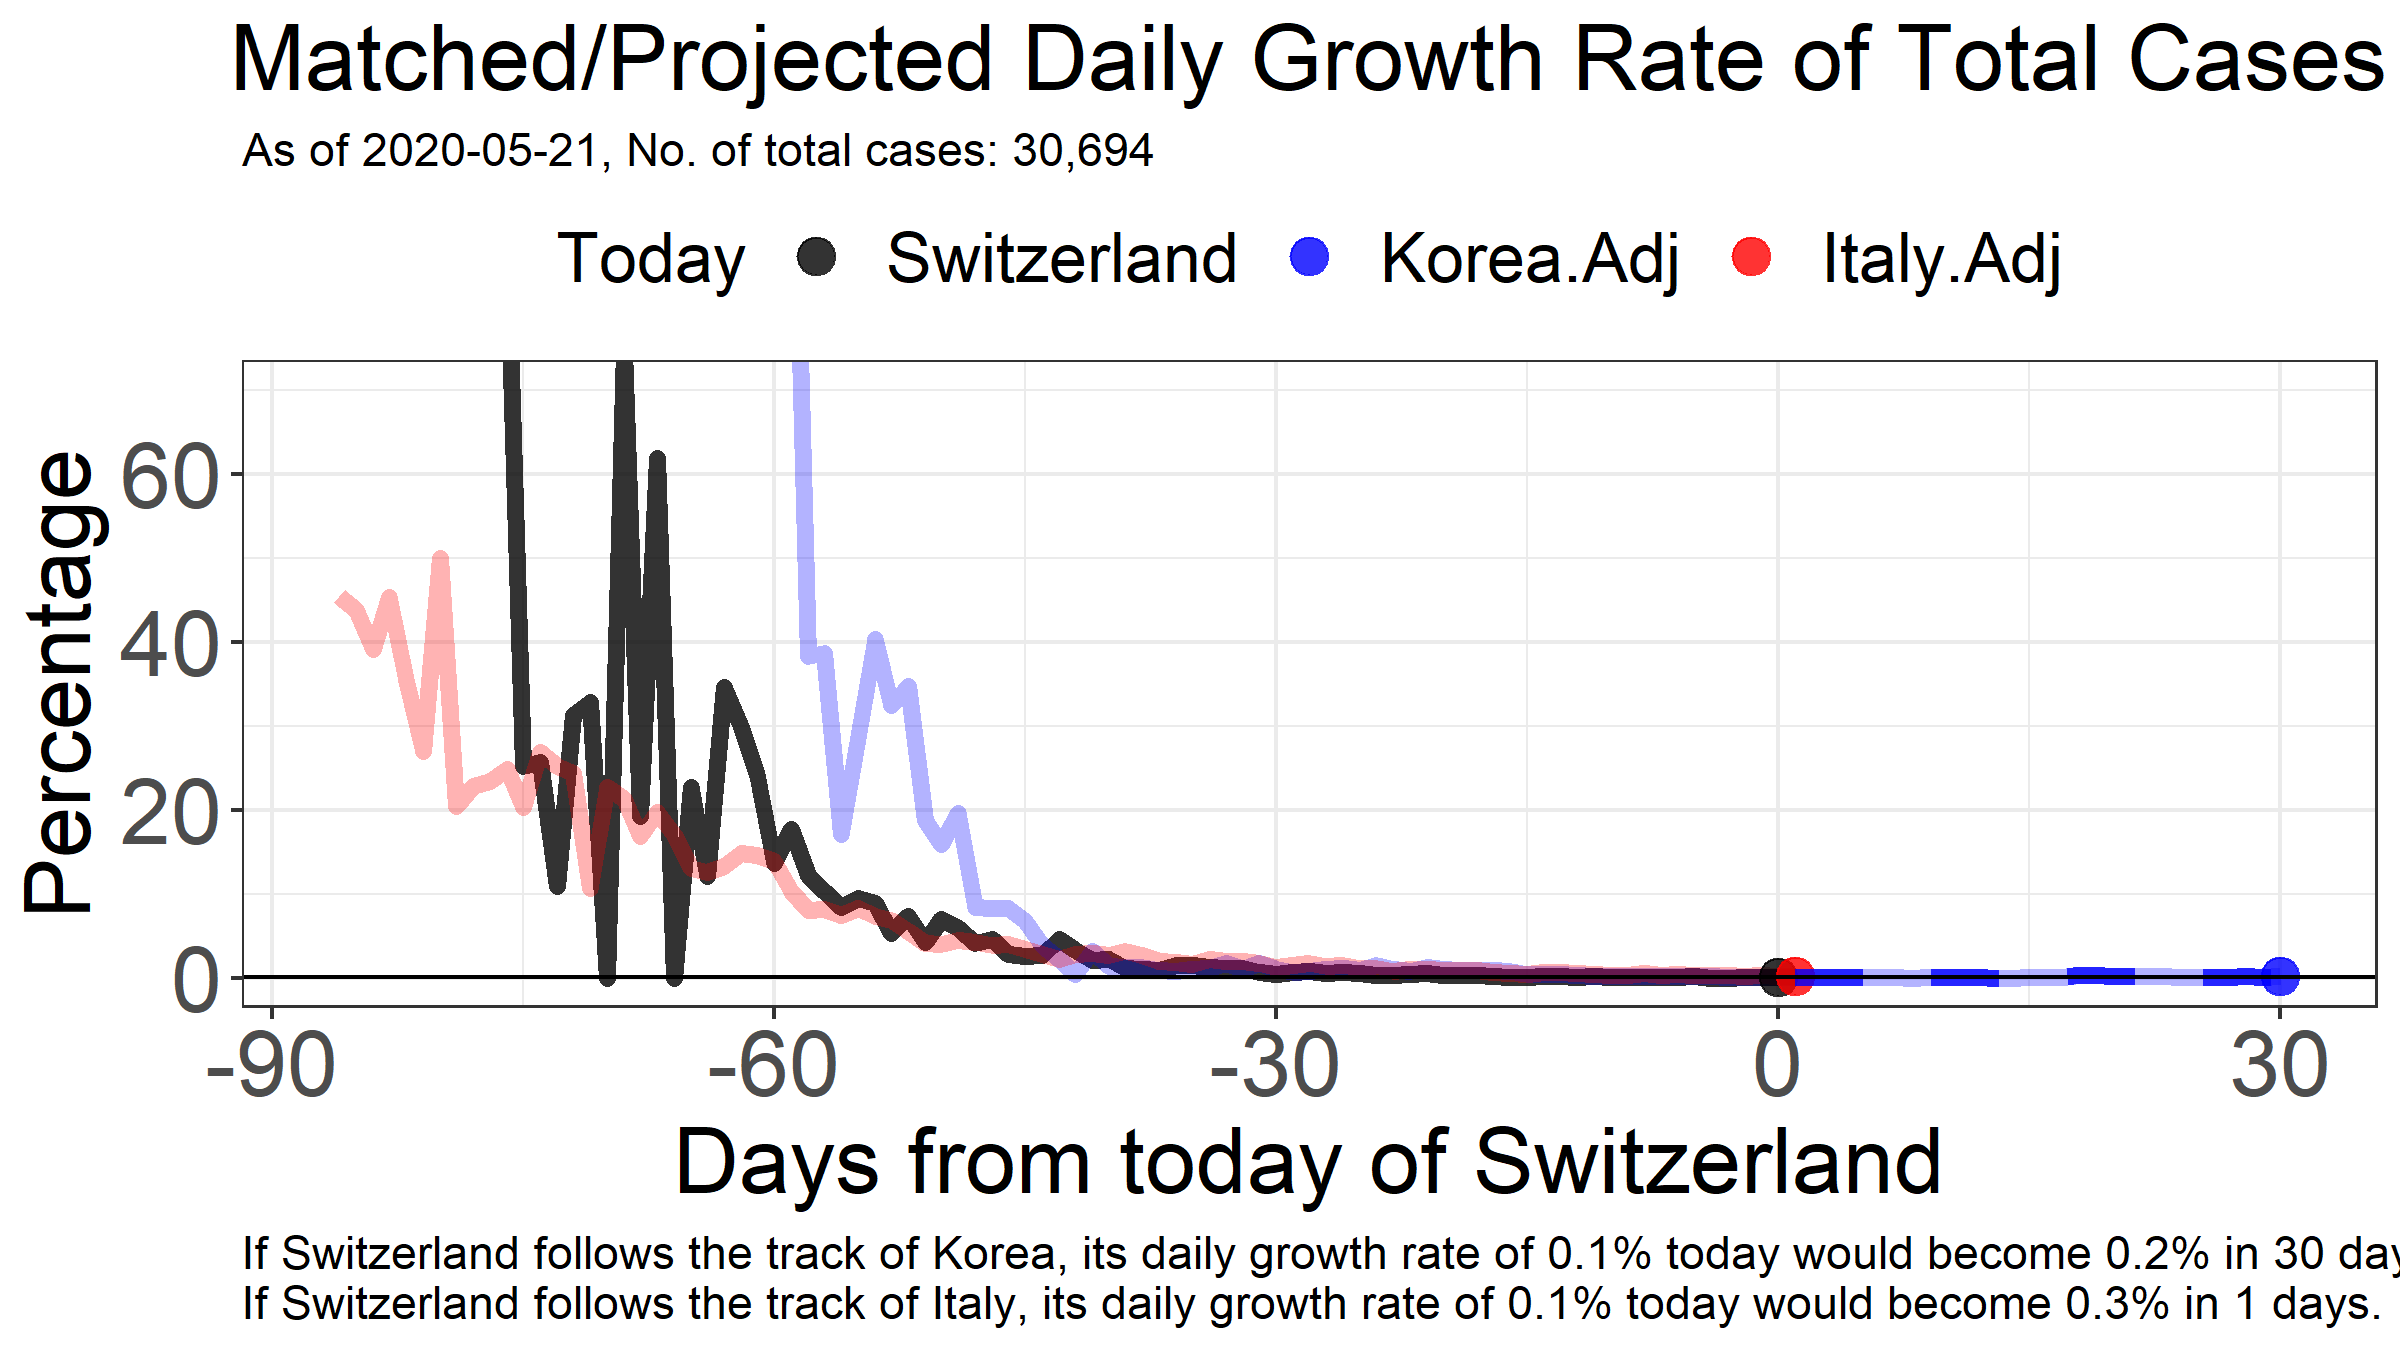 Matched/Projected Daily Growth Rate of Total Cases
As of 2020-05-21, No. of total cases: 30,694
Today Switzerland Korea.Adj Italy.Adj
Percentage
60
40
20
0
-90 -60 -30 0 30
Days from today of Switzerland
If Switzerland follows the track of Korea, its daily growth rate of 0.1% today would become 0.2% in 30 day
If Switzerland follows the track of Italy, its daily growth rate of 0.1% today would become 0.3% in 1 days.